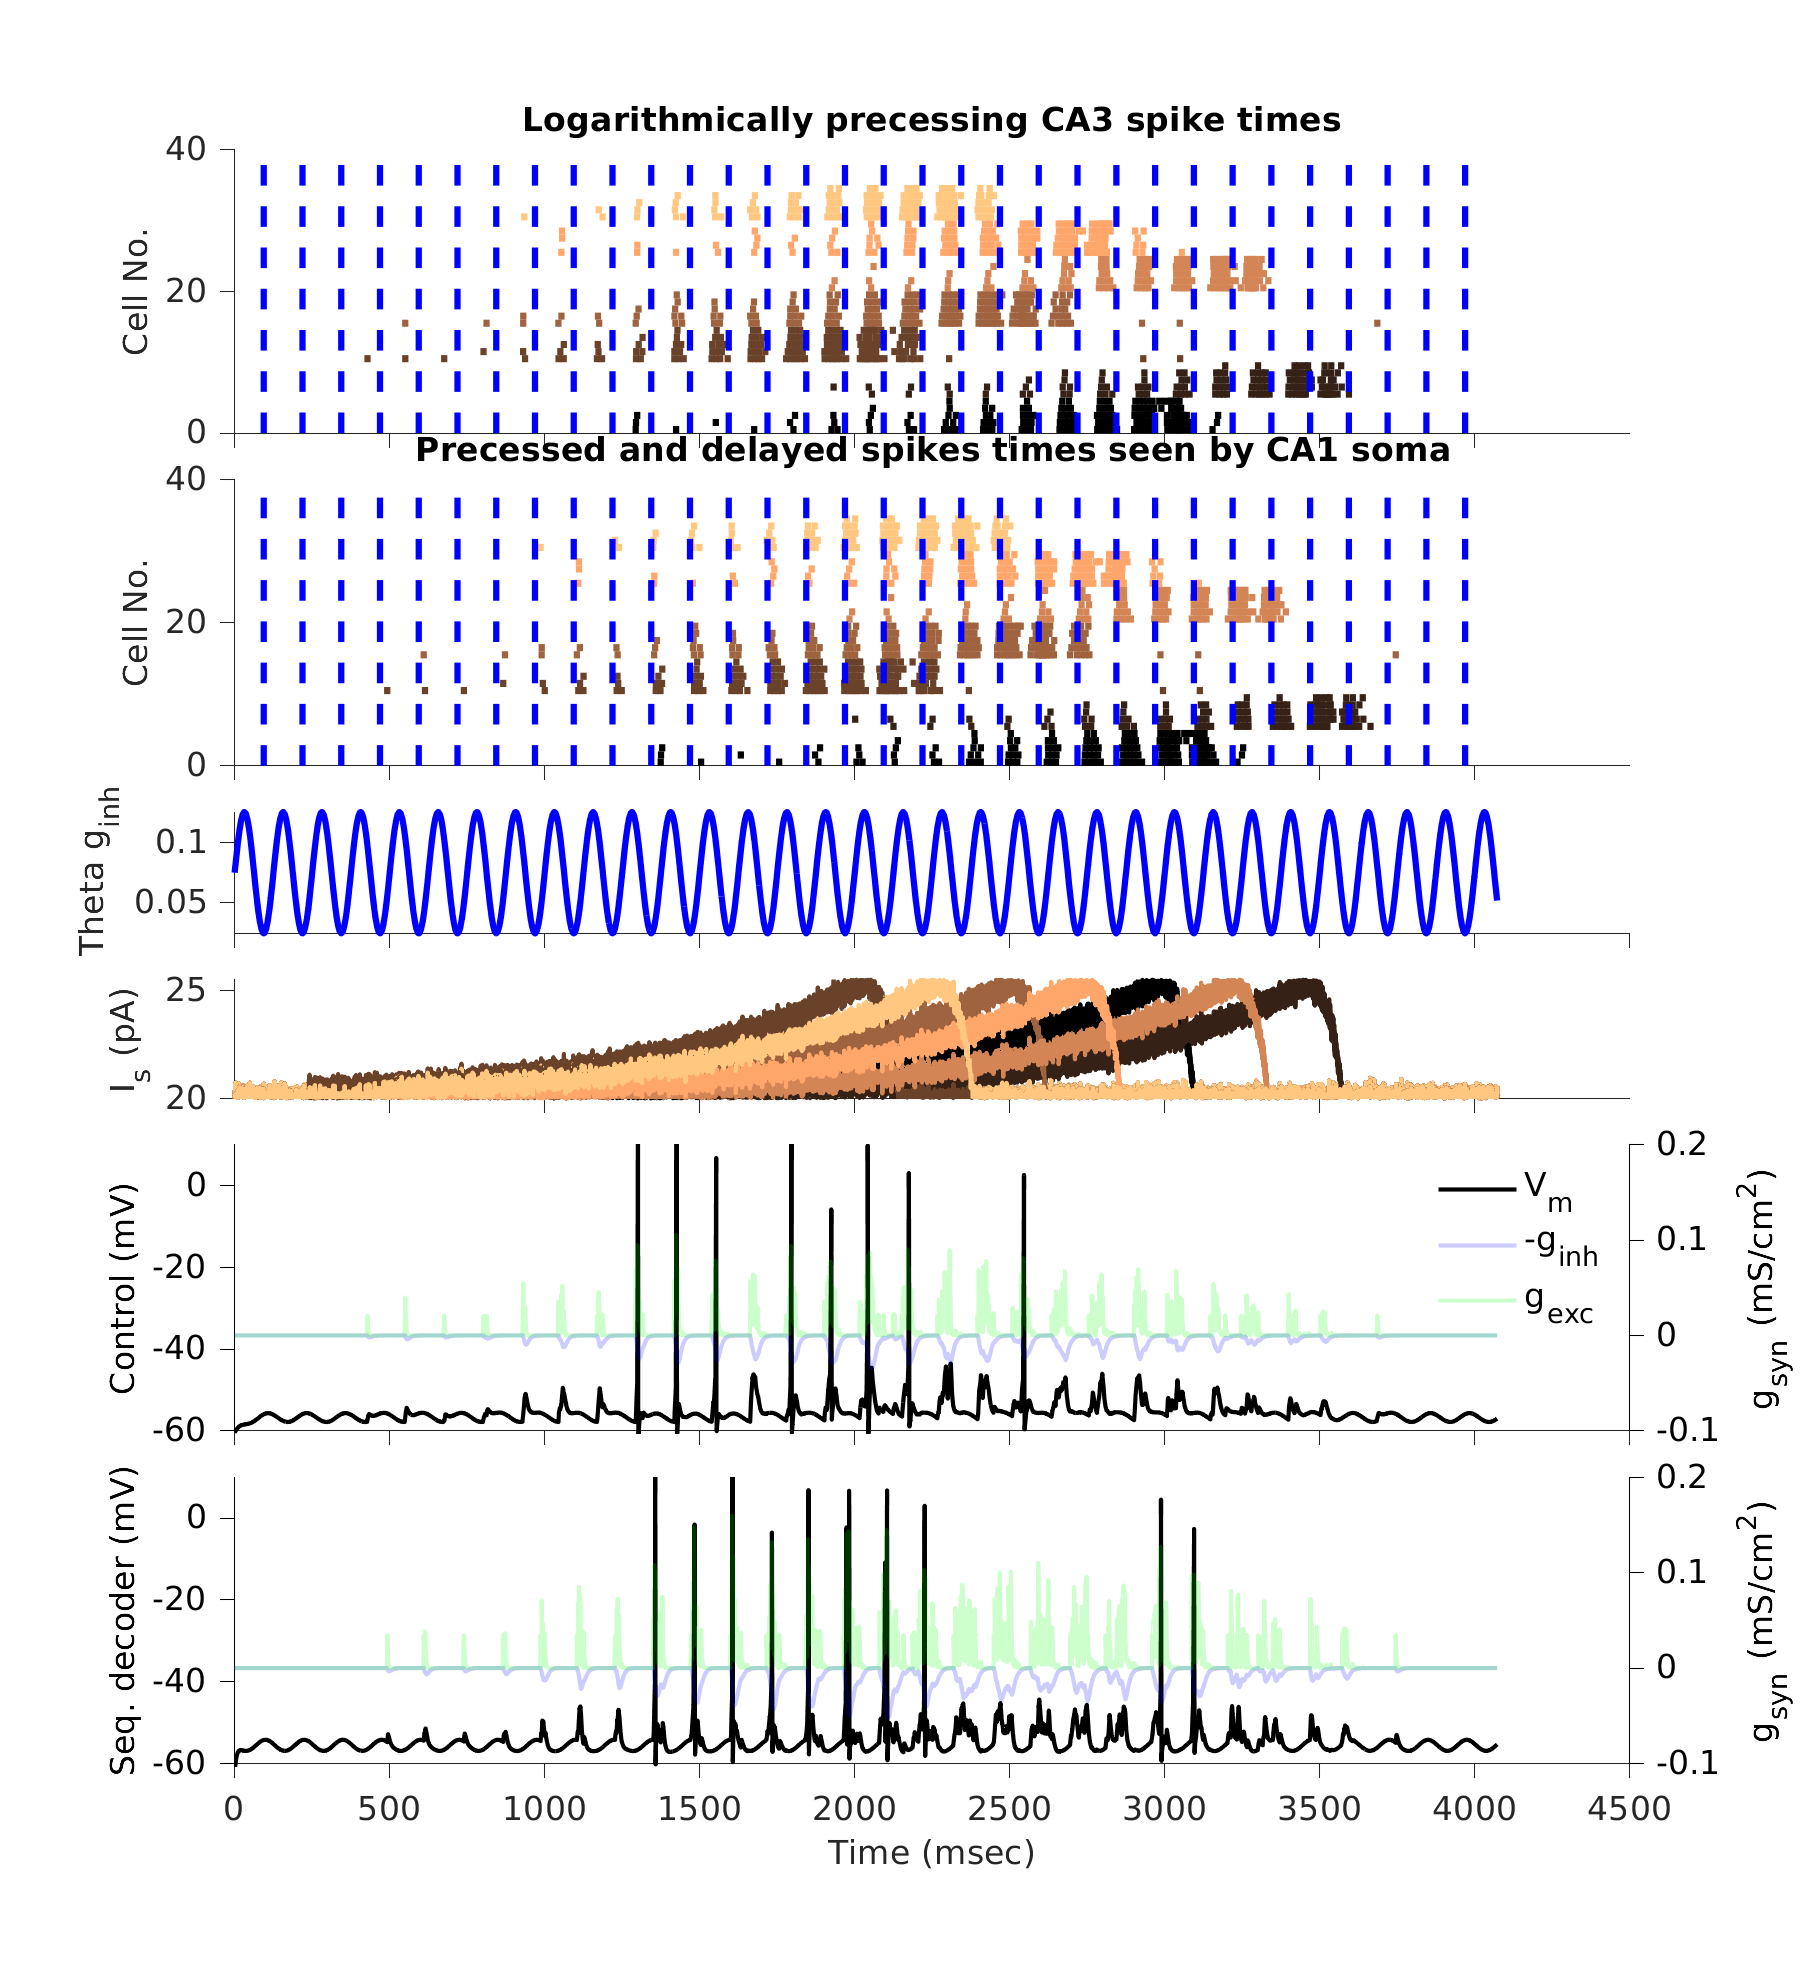 Logarithmically precessing CA3 spike times
40
20
0
Cell No.
Precessed and delayed spikes times seen by CA1 soma
40
20
0
Cell No.
0.1
0.05
Theta g_inh
25
20
I_s (pA)
0
-20
-40
-60
Control (mV)
V_m
-g_inh
g_exc
0.2
0.1
0
-0.1
g_syn (mS/cm^2)
0
-20
-40
-60
Seq. decoder (mV)
0.2
0.1
0
-0.1
g_syn (mS/cm^2)
0 500 1000 1500 2000 2500 3000 3500 4000 4500
Time (msec)